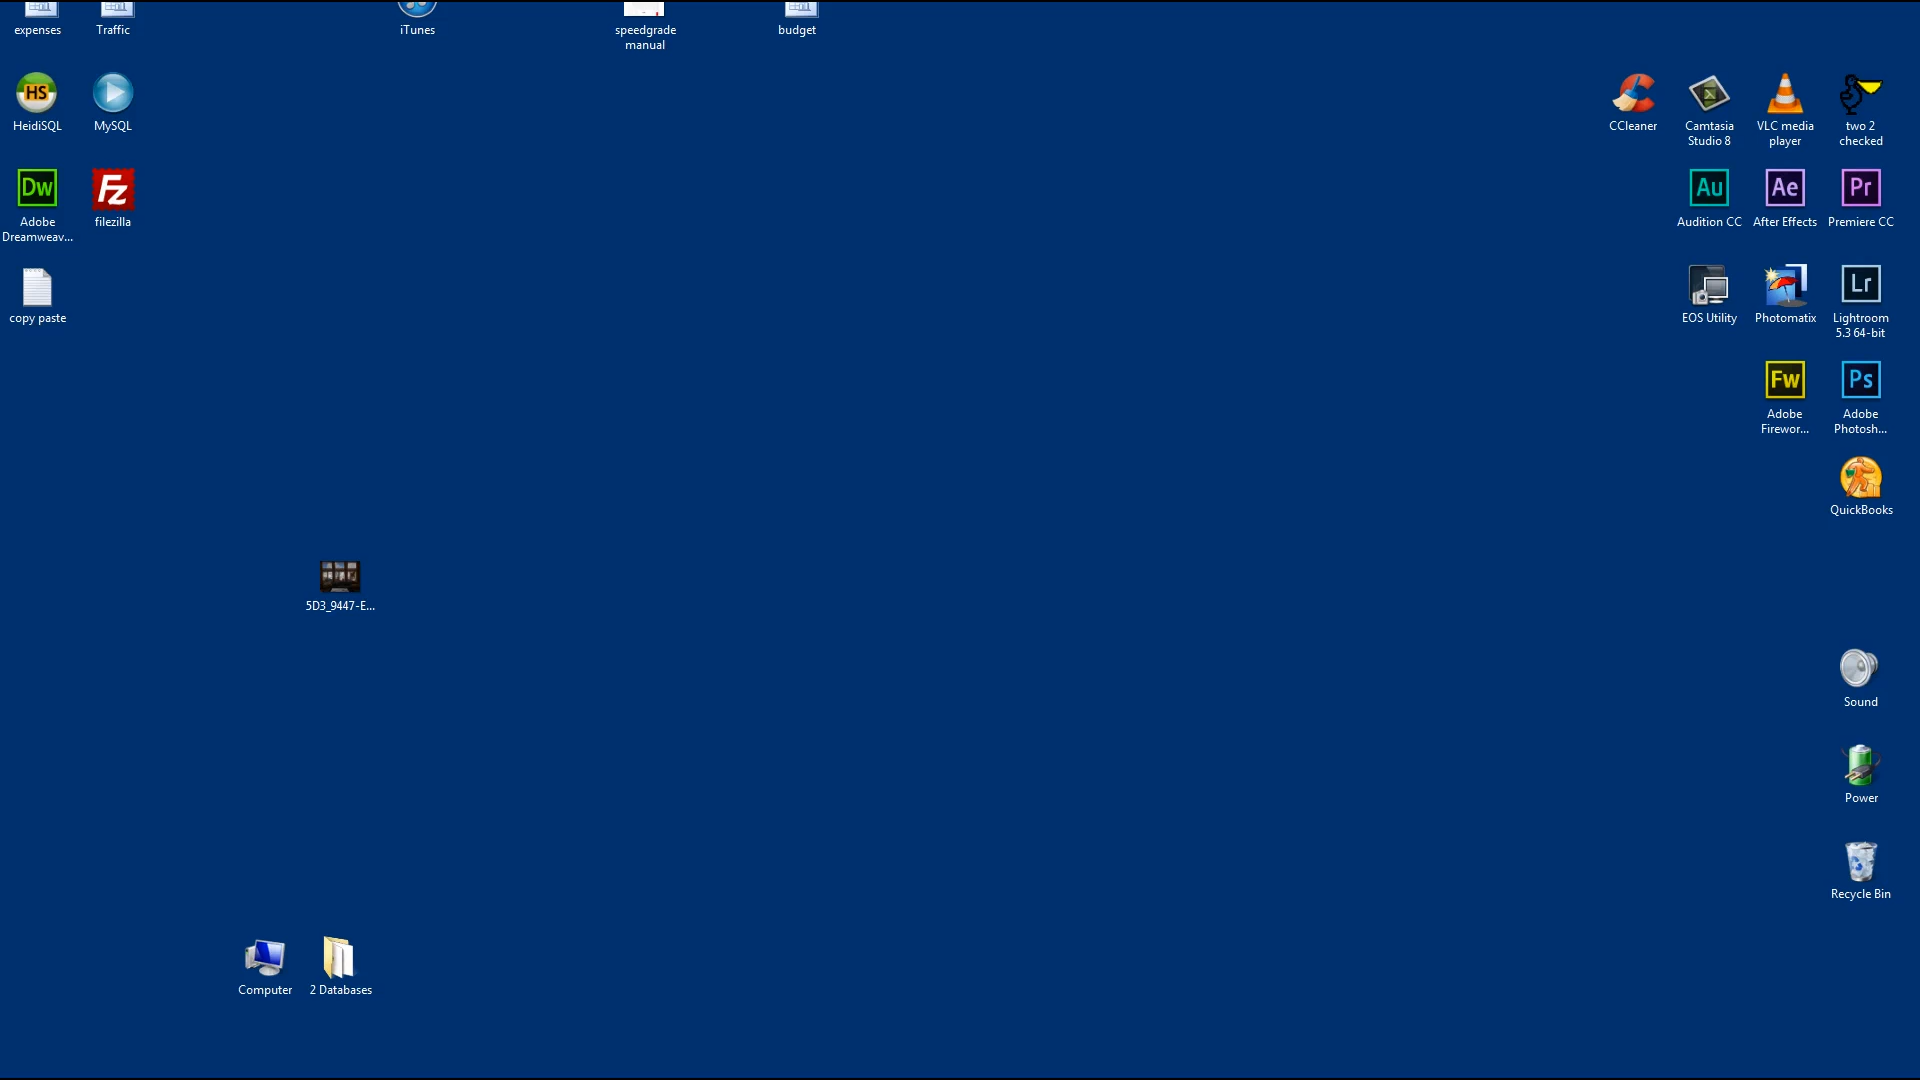 expenses
Traffic
iTunes
speedgrade
manual
budget
HS
HeidiSQL
MySQL
CCleaner
Camtasia
Studio 8
VLC media
player
two 2
checked
Dw
Adobe
Dreamweav...
Fz
filezilla
Au
Audition CC
Ae
After Effects
Pr
Premiere CC
copy paste
EOS Utility
Photomatix
Lr
Lightroom
5.3 64-bit
Fw
Adobe
Firewor...
Ps
Adobe
Photosh...
QuickBooks
5D3_9447-E...
Sound
Power
Recycle Bin
Computer
2 Databases